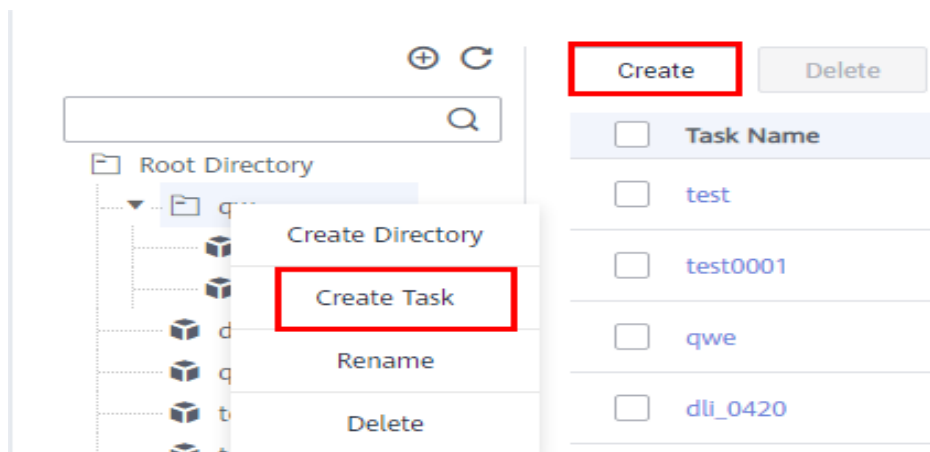 Create
Delete
Task Name
Root Directory
test
Create Directory
test0001
Create Task
qwe
Rename
dli_0420
Delete